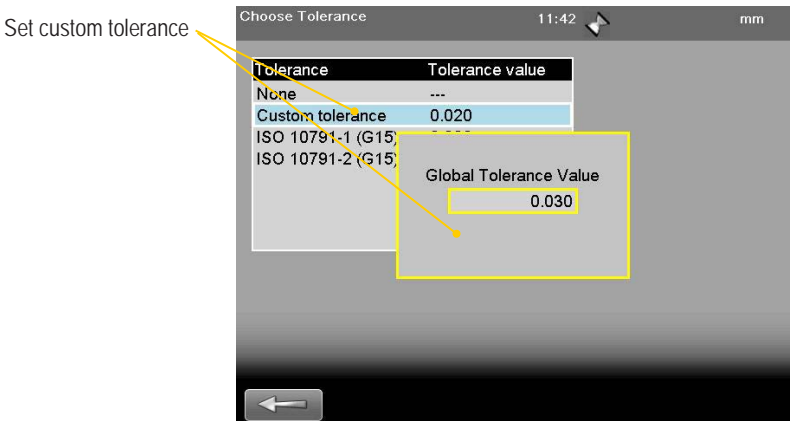 Set custom tolerance
Choose Tolerance 11:42 mm
Tolerance Tolerance value
None ---
Custom tolerance 0.020
ISO 10791-1 (G15)
ISO 10791-2 (G15)
Global Tolerance Value
0.030